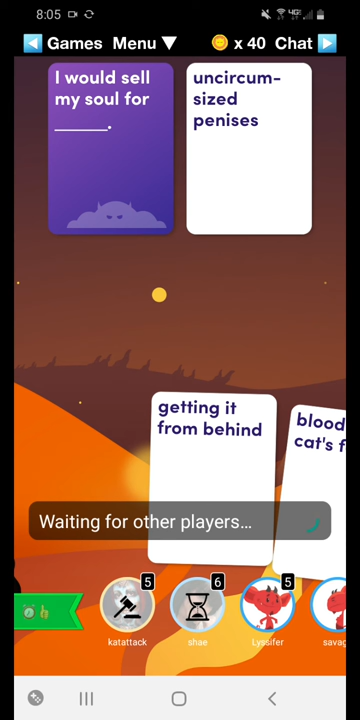 8:05
Games Menu ▼ x 40 Chat
I would sell
my soul for
______.
uncircum-
sized
penises
getting it
from behind
blood
cat's f
Waiting for other players...
5
6
5
katattack
shae
Lyssifer
savag